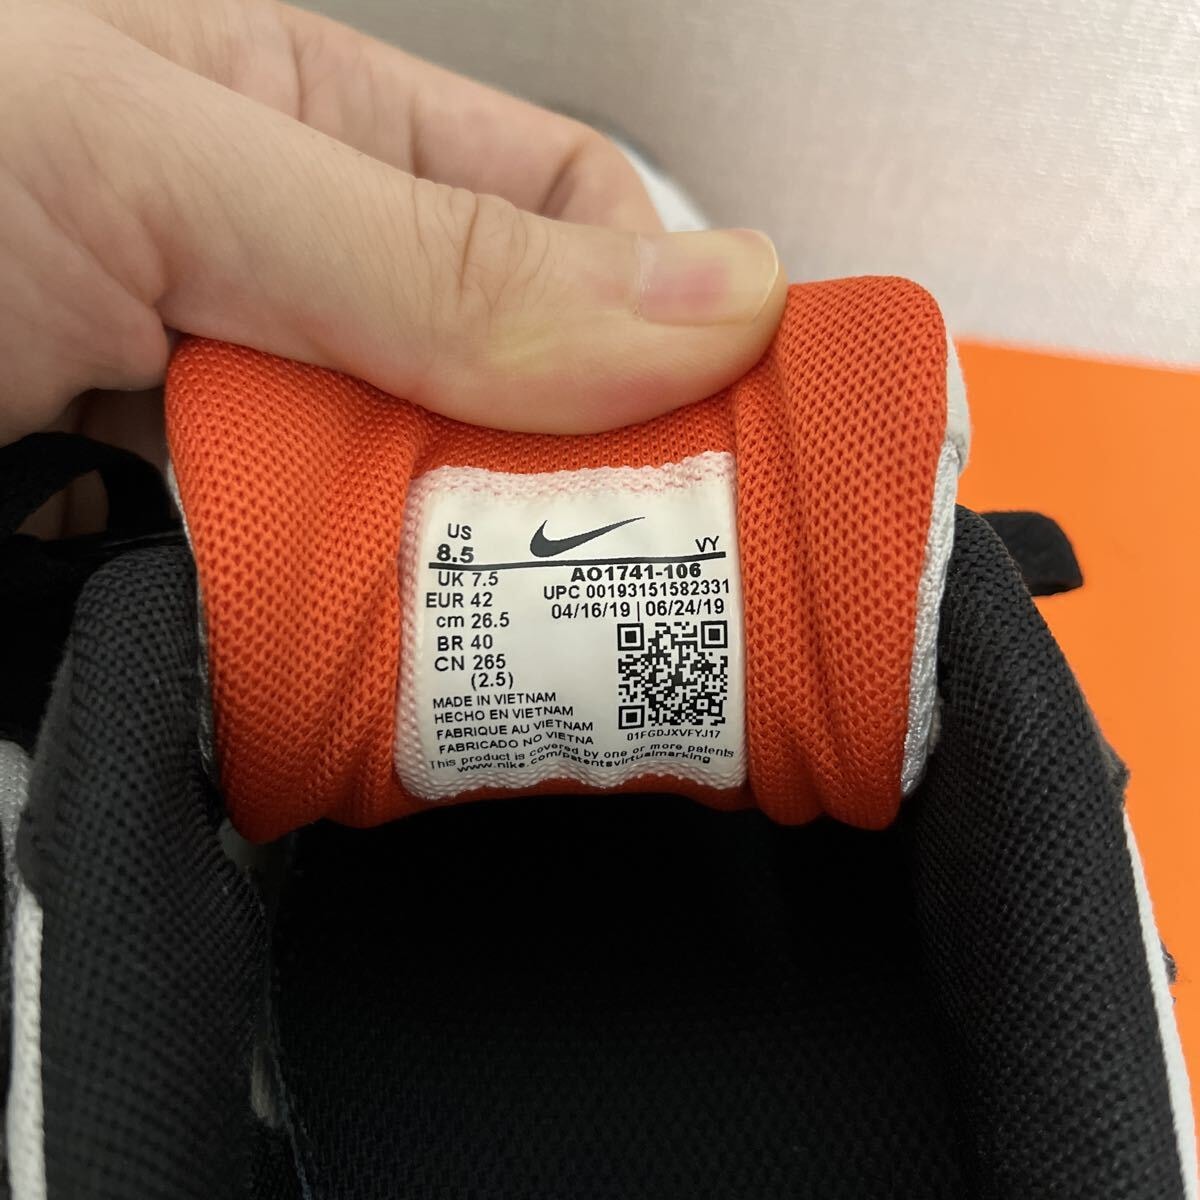 US
8.5
VY
UK 7.5
EUR 42
cm 26.5
BR 40
CN 265
(2.5)
AO1741-106
UPC 00193151582331
04/16/19 | 06/24/19
01FGDJXVFYJ17
MADE IN VIETNAM
HECHO EN VIETNAM
FABRIQUE AU VIETNAM
FABRICADO NO VIETNA
This product is covered by one or more patents
www.nike.com/patentsvirtualmarking